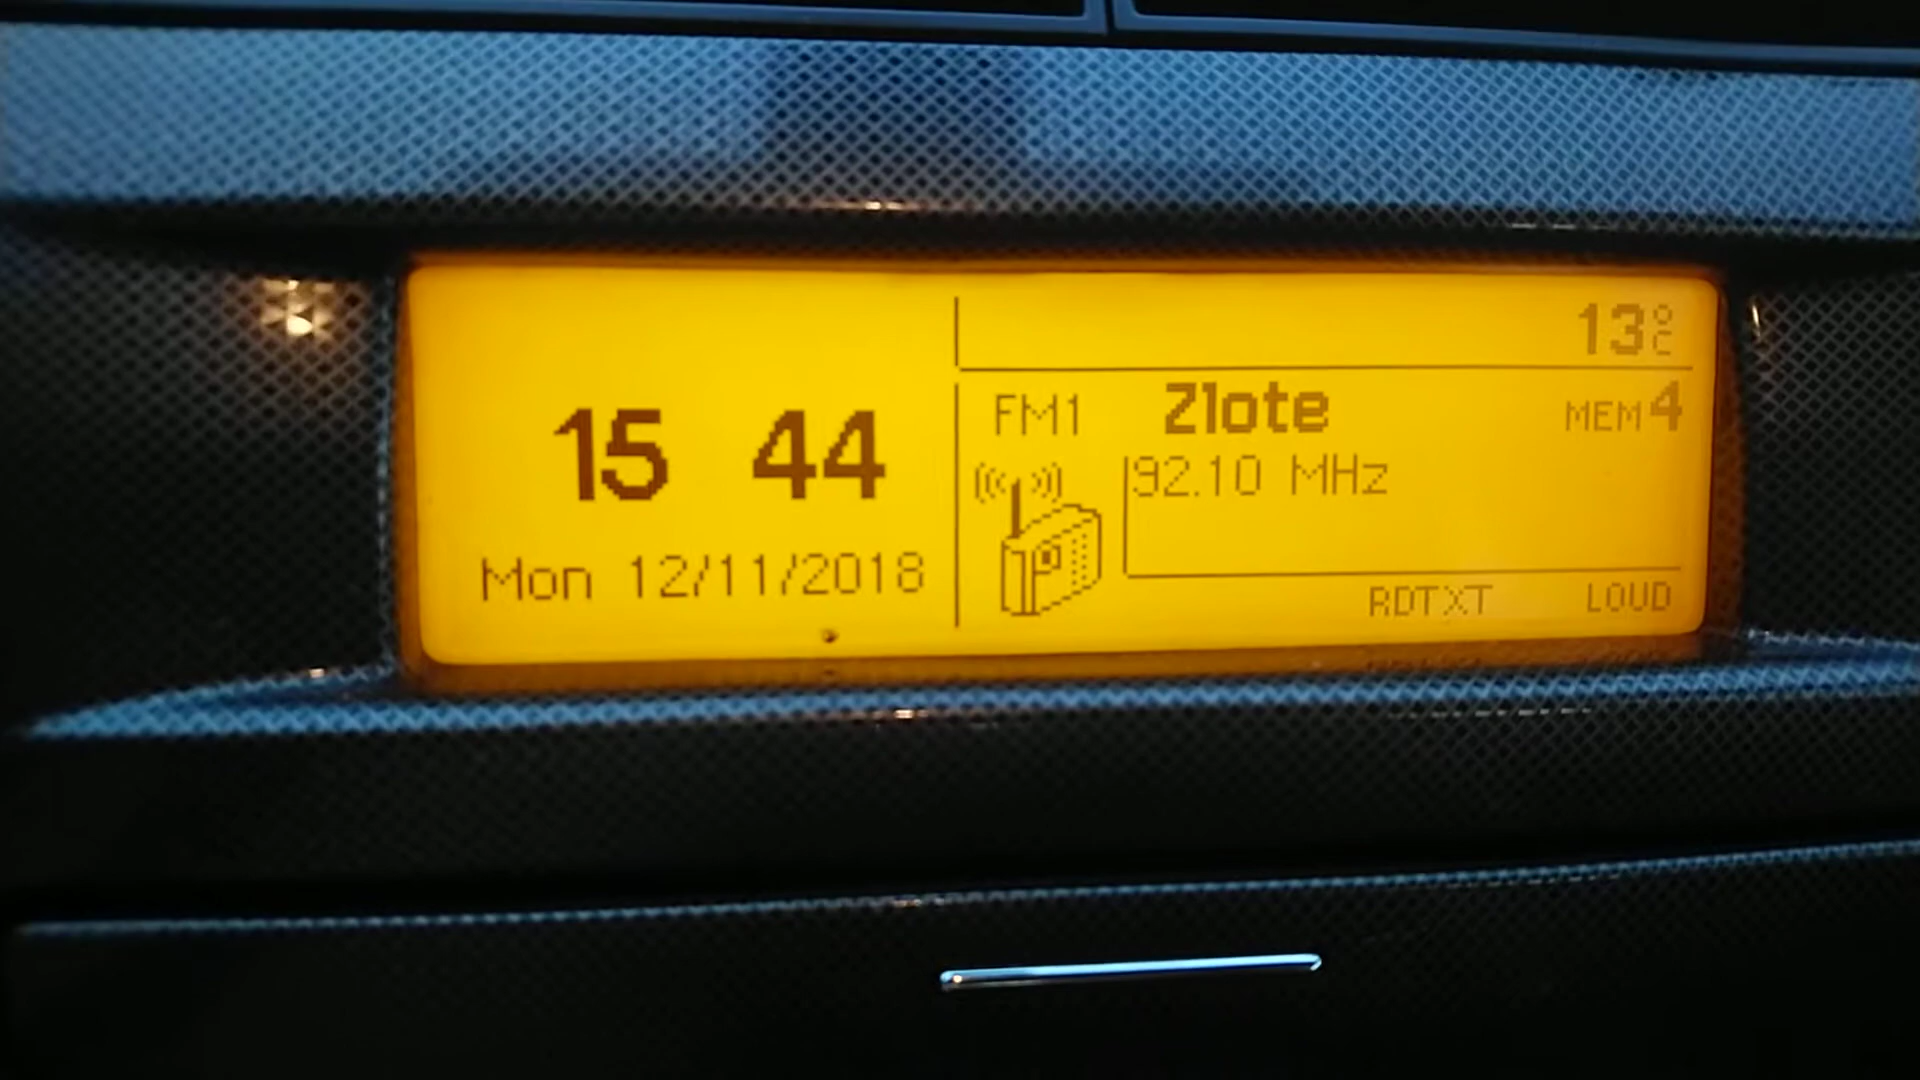 15 44
Mon 12/11/2018
13°C
FM1 Zlote MEM 4
92.10 MHz
RDTXT LOUD